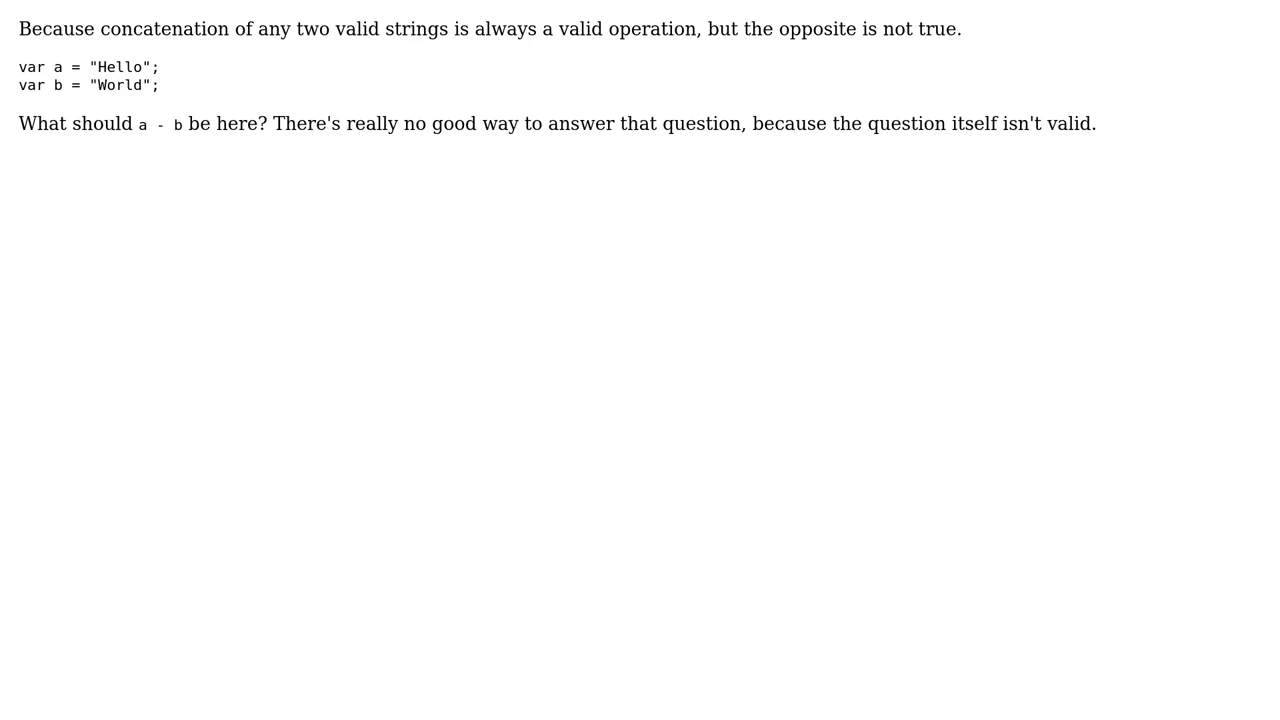 Because concatenation of any two valid strings is always a valid operation, but the opposite is not true.
var a = "Hello";
var b = "World";
What should a - b be here? There's really no good way to answer that question, because the question itself isn't valid.